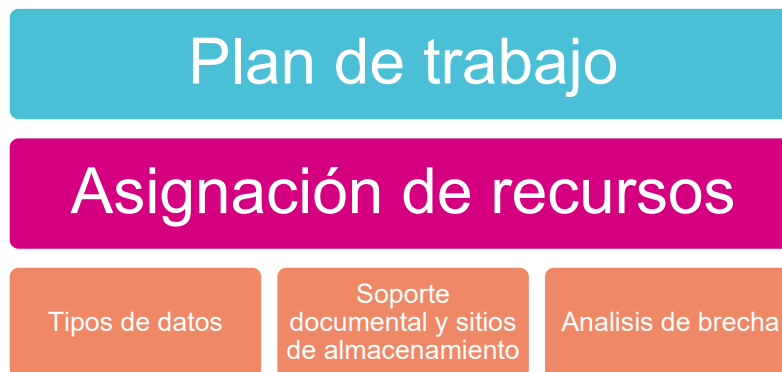 Plan de trabajo
Asignación de recursos
Tipos de datos
Soporte
documental y sitios
de almacenamiento
Analisis de brecha